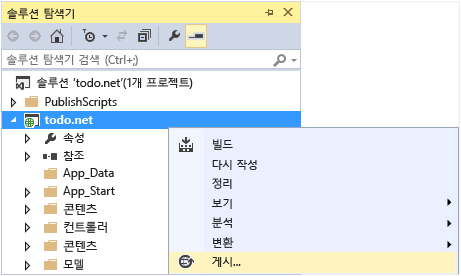 솔루션 탐색기
솔루션 탐색기 검색 (Ctrl+;)
솔루션 'todo.net'(1개 프로젝트)
PublishScripts
todo.net
속성
참조
App_Data
App_Start
콘텐츠
컨트롤러
콘텐츠
모델
빌드
다시 작성
정리
보기
분석
변환
게시...